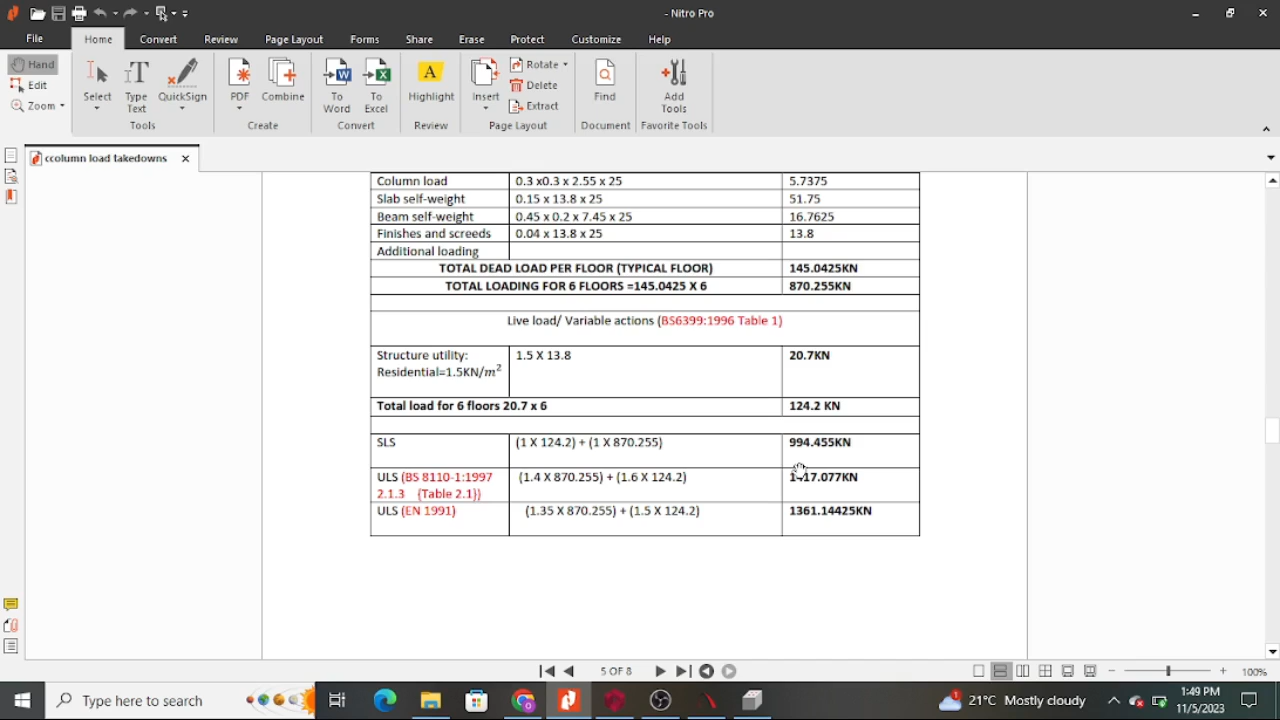 - Nitro Pro
File Home Convert Review Page Layout Forms Share Erase Protect Customize Help
Hand
Edit
Zoom
Select
Type Text
QuickSign
Tools
PDF
Combine
Create
To Word
To Excel
Convert
Highlight
Review
Insert
Rotate
Delete
Extract
Page Layout
Find
Document
Add Tools
Favorite Tools
ccolumn load takedowns
Column load 0.3 x0.3 x 2.55 x 25 5.7375
Slab self-weight 0.15 x 13.8 x 25 51.75
Beam self-weight 0.45 x 0.2 x 7.45 x 25 16.7625
Finishes and screeds 0.04 x 13.8 x 25 13.8
Additional loading
TOTAL DEAD LOAD PER FLOOR (TYPICAL FLOOR) 145.0425KN
TOTAL LOADING FOR 6 FLOORS =145.0425 X 6 870.255KN
Live load/ Variable actions (BS6399:1996 Table 1)
Structure utility: 1.5 X 13.8 20.7KN
Residential=1.5KN/m²
Total load for 6 floors 20.7 x 6 124.2 KN
SLS (1 X 124.2) + (1 X 870.255) 994.455KN
ULS (BS 8110-1:1997 (1.4 X 870.255) + (1.6 X 124.2) 1417.077KN
2.1.3 (Table 2.1))
ULS (EN 1991) (1.35 X 870.255) + (1.5 X 124.2) 1361.14425KN
5 OF 8
100%
Type here to search
21°C Mostly cloudy
1:49 PM
11/5/2023